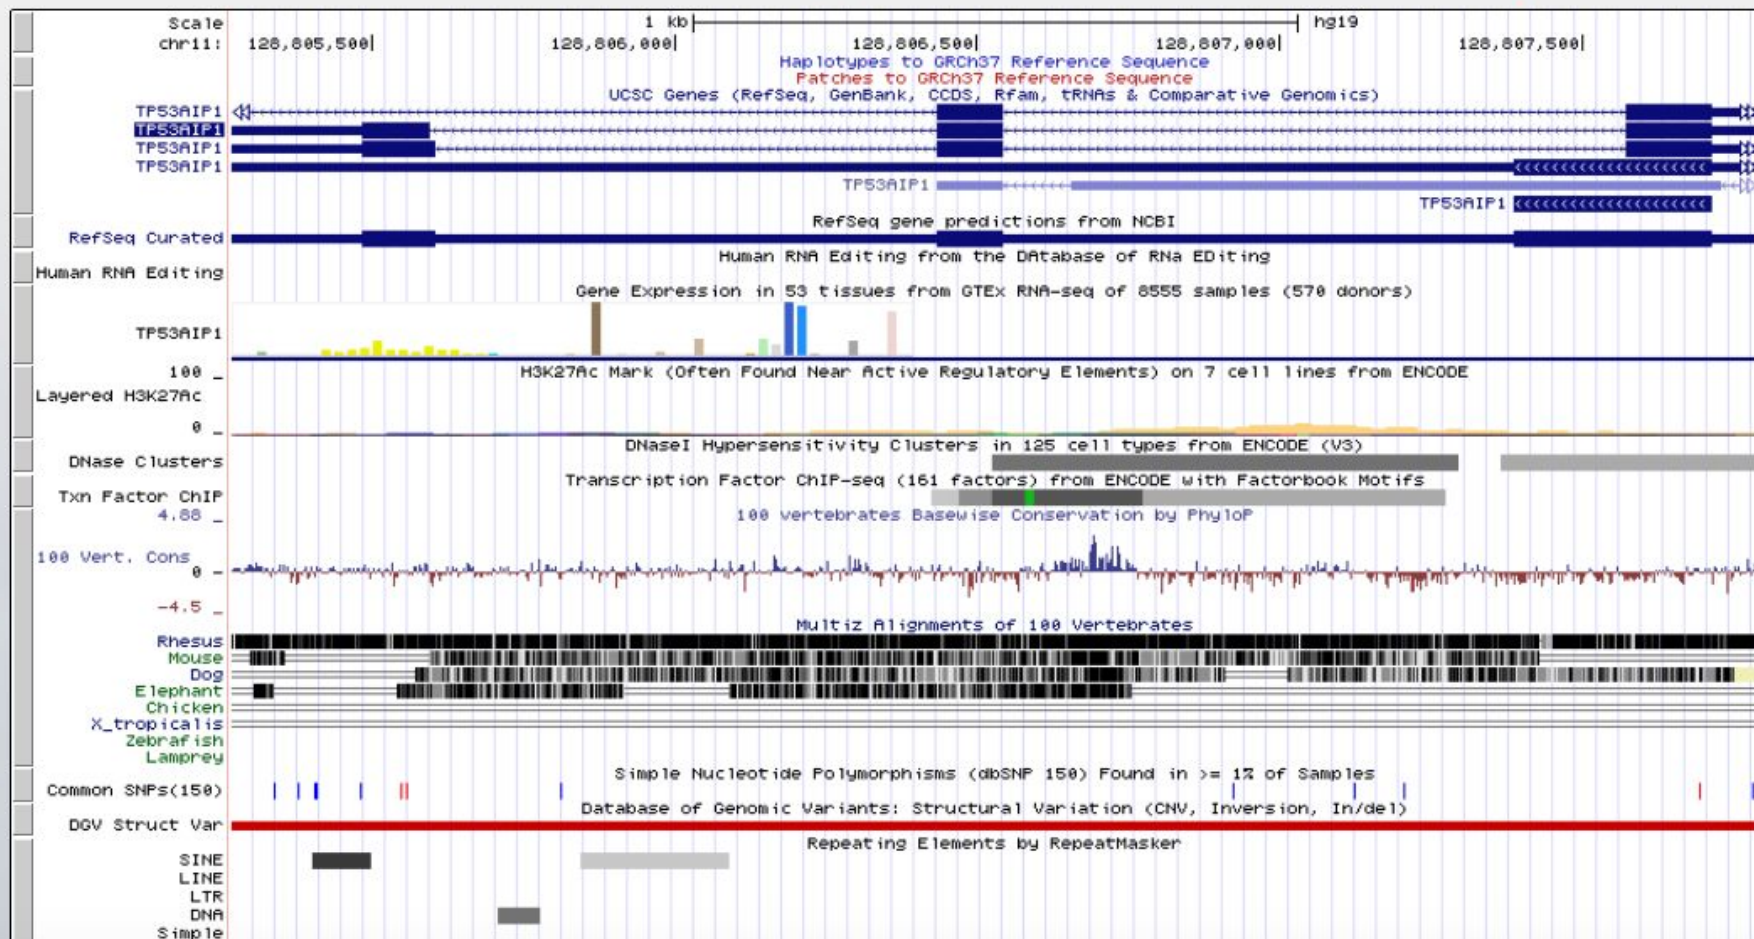 Scale 1 kb hg19
chr11: 128,805,500| 128,806,000| 128,806,500| 128,807,000| 128,807,500|
Haplotypes to GRCh37 Reference Sequence
Patches to GRCh37 Reference Sequence
UCSC Genes (RefSeq, GenBank, CCDS, Rfam, tRNAs & Comparative Genomics)
TP53AIP1
TP53AIP1
TP53AIP1
TP53AIP1
TP53AIP1
TP53AIP1
RefSeq gene predictions from NCBI
RefSeq Curated
Human RNA Editing from the DAtabase of RNa EDiting
Human RNA Editing
Gene Expression in 53 tissues from GTEx RNA-seq of 8555 samples (570 donors)
TP53AIP1
H3K27Ac Mark (Often Found Near Active Regulatory Elements) on 7 cell lines from ENCODE
100 _
Layered H3K27Ac
0 _
DNaseI Hypersensitivity Clusters in 125 cell types from ENCODE (V3)
DNase Clusters
Transcription Factor ChIP-seq (161 factors) from ENCODE with Factorbook Motifs
Txn Factor ChIP
4.88 _
100 vertebrates Basewise Conservation by PhyloP
100 Vert. Cons
0 _
-4.5 _
Multiz Alignments of 100 Vertebrates
Rhesus
Mouse
Dog
Elephant
Chicken
X_tropicalis
Zebrafish
Lamprey
Simple Nucleotide Polymorphisms (dbSNP 150) Found in >= 1% of Samples
Common SNPs(150)
Database of Genomic Variants: Structural Variation (CNV, Inversion, In/del)
DGV Struct Var
Repeating Elements by RepeatMasker
SINE
LINE
LTR
DNA
Simple